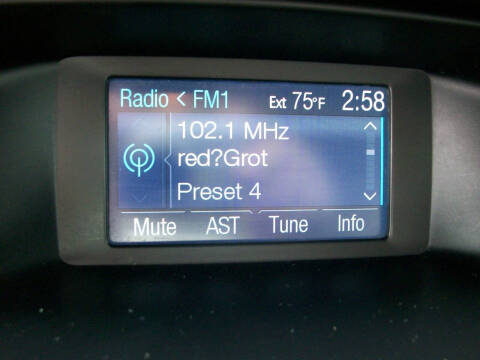 Radio < FM1 Ext 75°F 2:58
102.1 MHz
red?Grot
Preset 4
Mute AST Tune Info